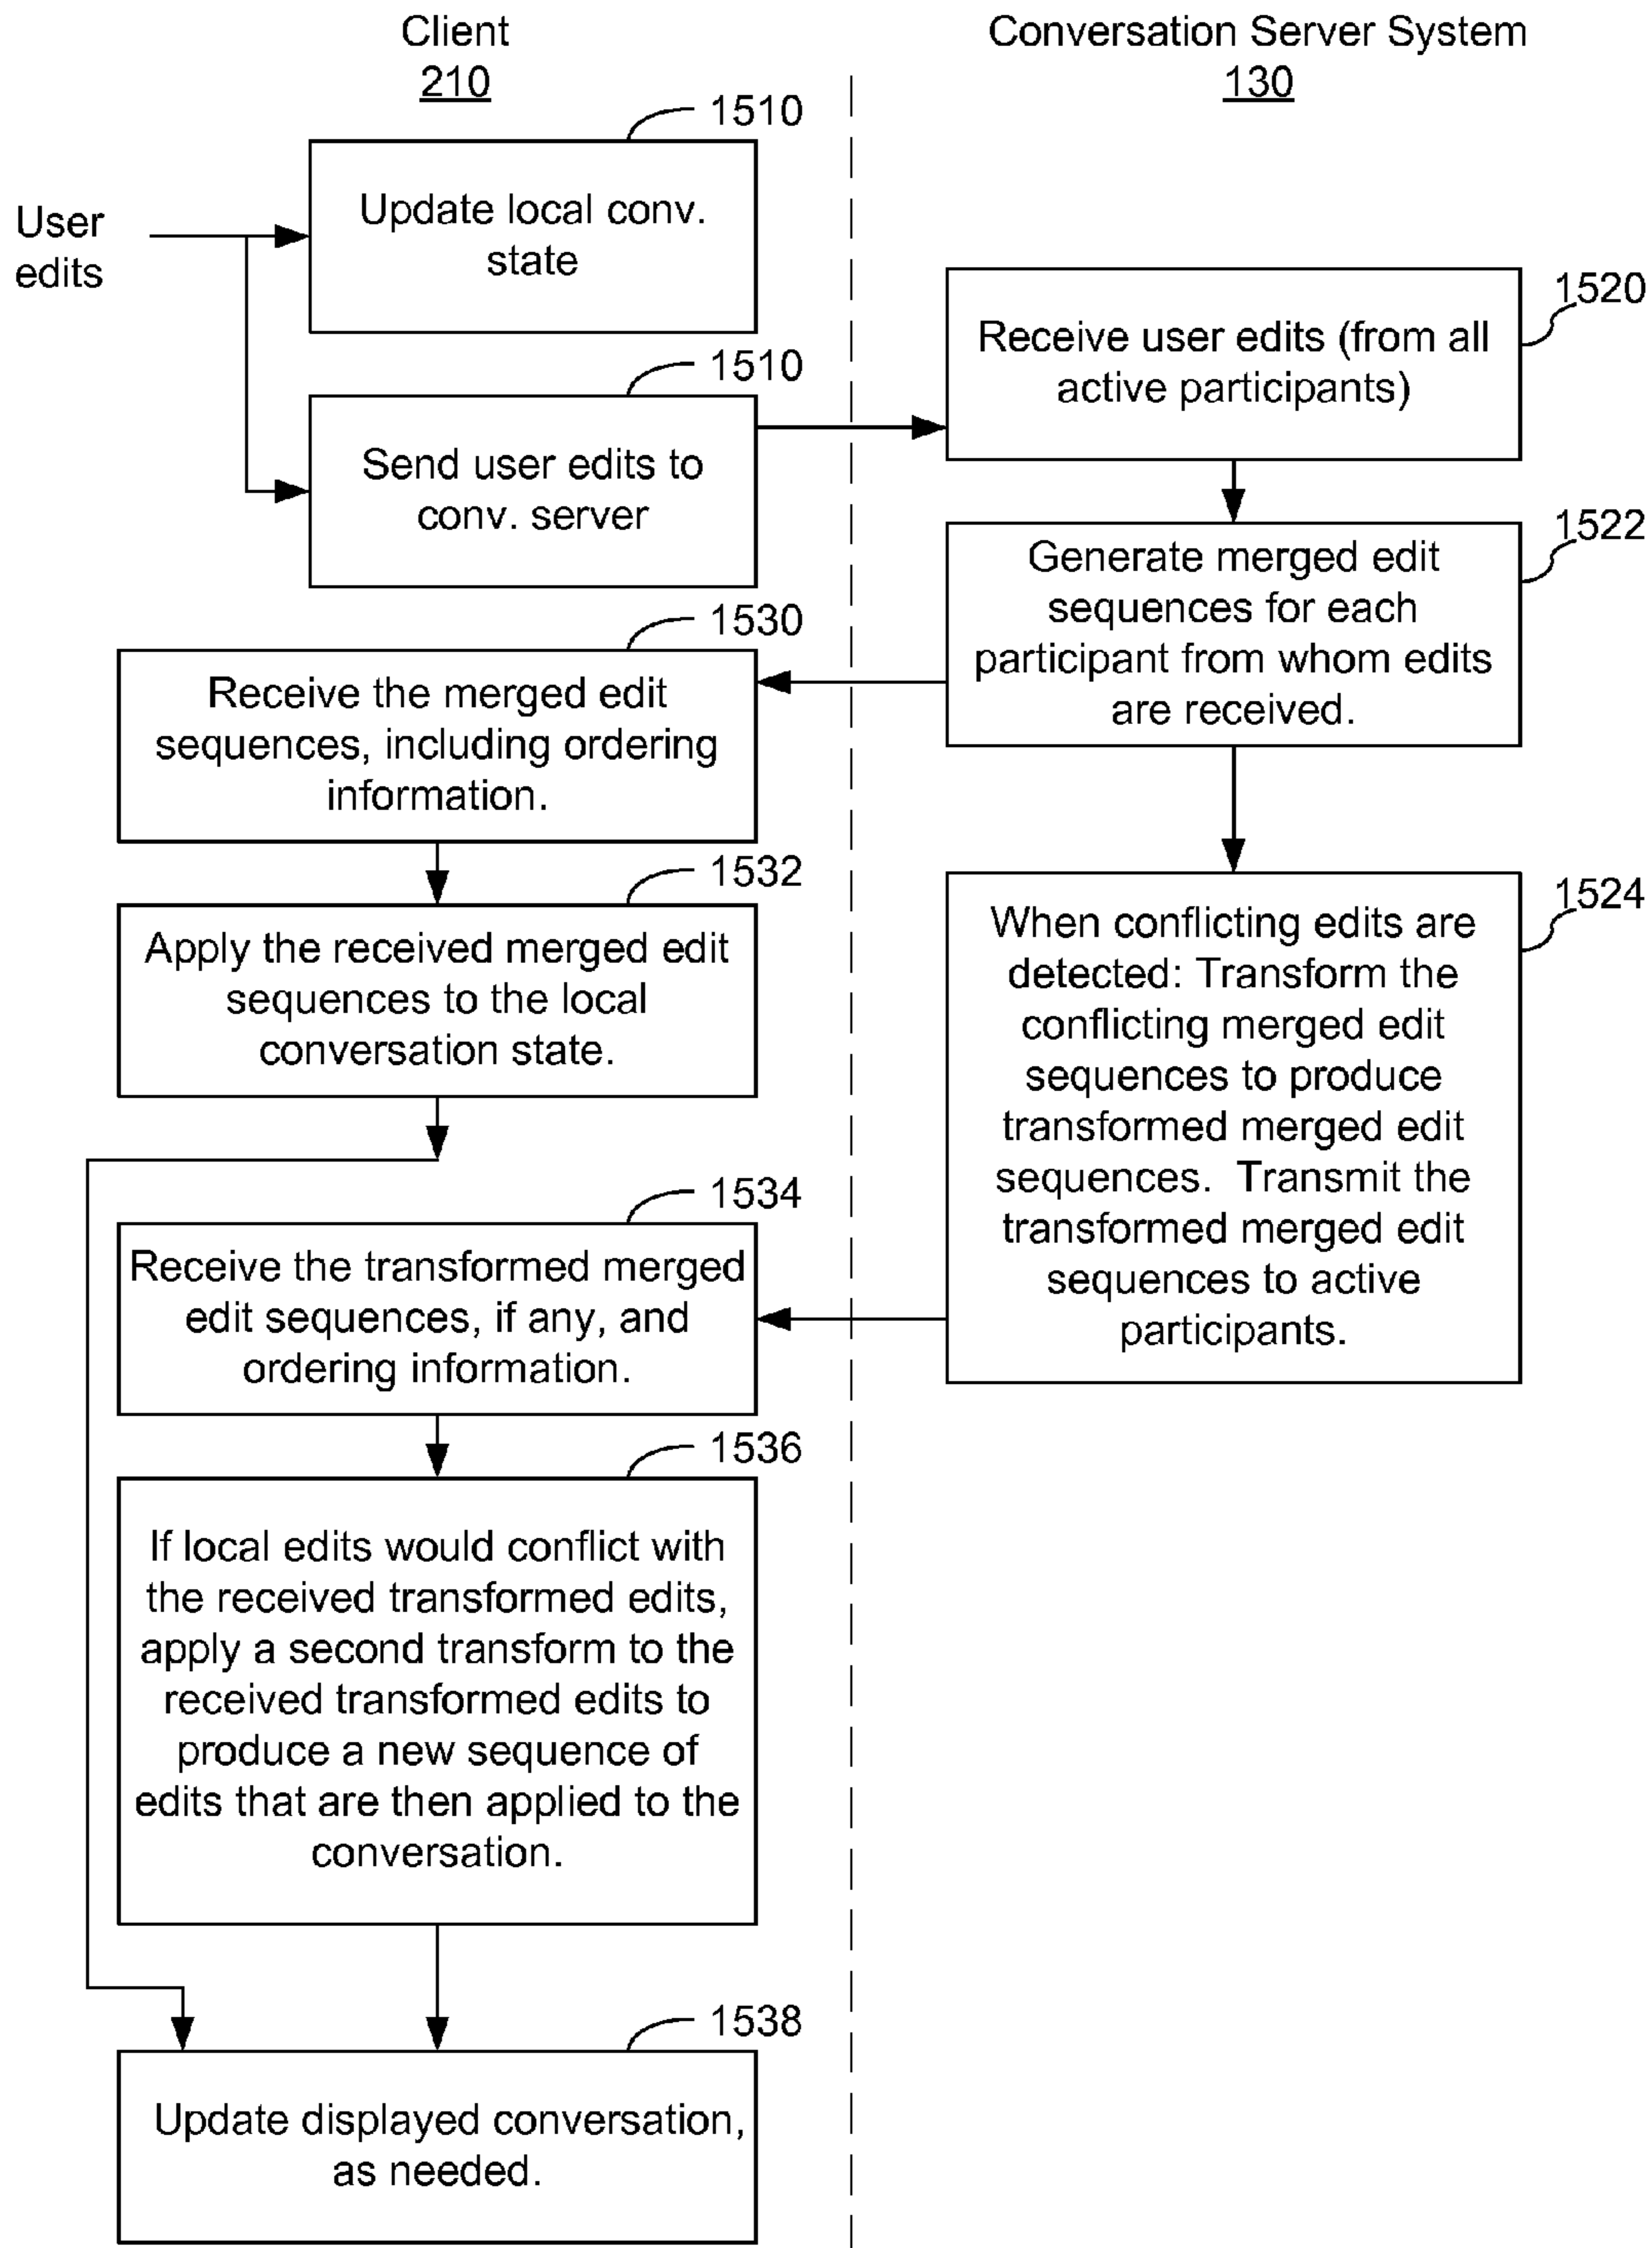 Client
210
Conversation Server System
130
1510
Update local conv.
state
User
edits
1510
Send user edits to
conv. server
1520
Receive user edits (from all
active participants)
1522
Generate merged edit
sequences for each
participant from whom edits
are received.
1530
Receive the merged edit
sequences, including ordering
information.
1532
Apply the received merged edit
sequences to the local
conversation state.
1524
When conflicting edits are
detected: Transform the
conflicting merged edit
sequences to produce
transformed merged edit
sequences.  Transmit the
transformed merged edit
sequences to active
participants.
1534
Receive the transformed merged
edit sequences, if any, and
ordering information.
1536
If local edits would conflict with
the received transformed edits,
apply a second transform to the
received transformed edits to
produce a new sequence of
edits that are then applied to the
conversation.
1538
Update displayed conversation,
as needed.